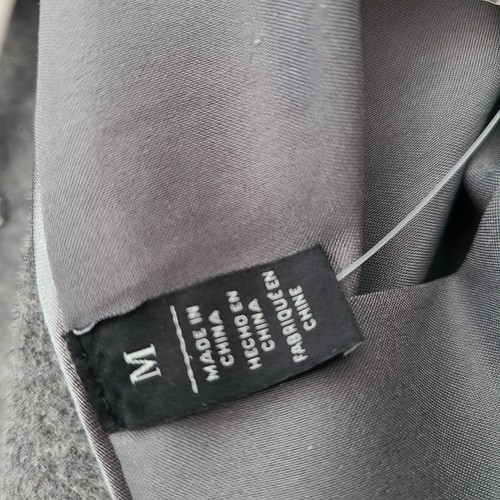 M
MADE IN
CHINA
HECHO EN
CHINA
FABRIQUEEN
CHINE